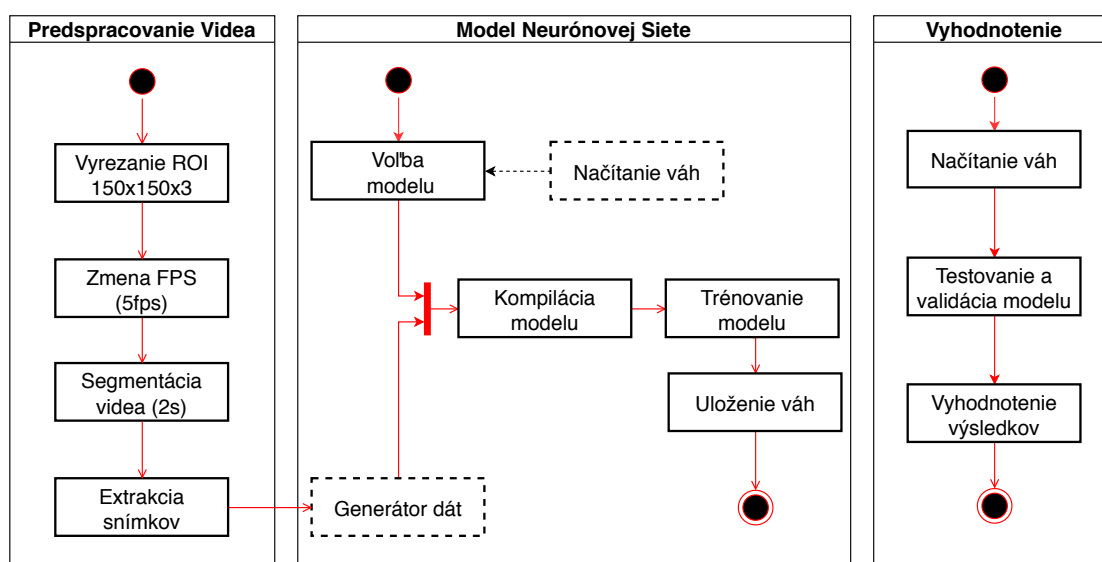 Predspracovanie Videa
Vyrezanie ROI
150x150x3
Zmena FPS
(5fps)
Segmentácia
videa (2s)
Extrakcia
snímkov
Model Neurónovej Siete
Voľba
modelu
Načítanie váh
Kompilácia
modelu
Trénovanie
modelu
Uloženie váh
Generátor dát
Vyhodnotenie
Načítanie váh
Testovanie a
validácia modelu
Vyhodnotenie
výsledkov